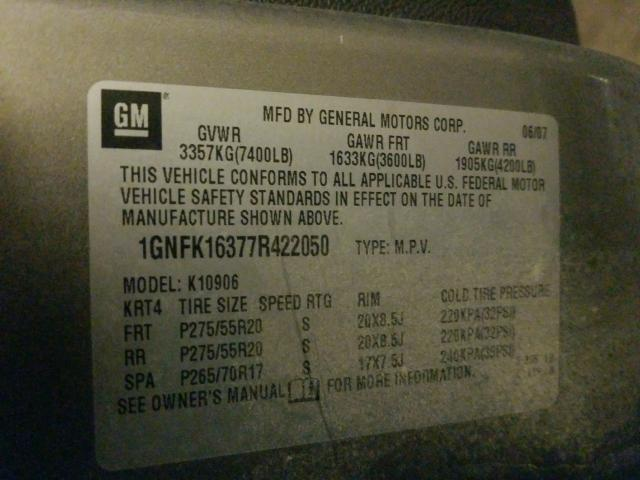 GM
MFD BY GENERAL MOTORS CORP. 06/07
GVWR GAWR FRT GAWR RR
3357KG(7400LB) 1633KG(3600LB) 1905KG(4200LB)
THIS VEHICLE CONFORMS TO ALL APPLICABLE U.S. FEDERAL MOTOR
VEHICLE SAFETY STANDARDS IN EFFECT ON THE DATE OF
MANUFACTURE SHOWN ABOVE.
1GNFK16377R422050 TYPE: M.P.V.
MODEL: K10906
KRT4 TIRE SIZE SPEED RTG RIM COLD TIRE PRESSURE
FRT P275/55R20 S 20X8.5J 220KPA(32PSI)
RR P275/55R20 S 20X8.5J 220KPA(32PSI)
SPA P265/70R17 S 17X7.5J 240KPA(35PSI)
SEE OWNER'S MANUAL FOR MORE INFORMATION.